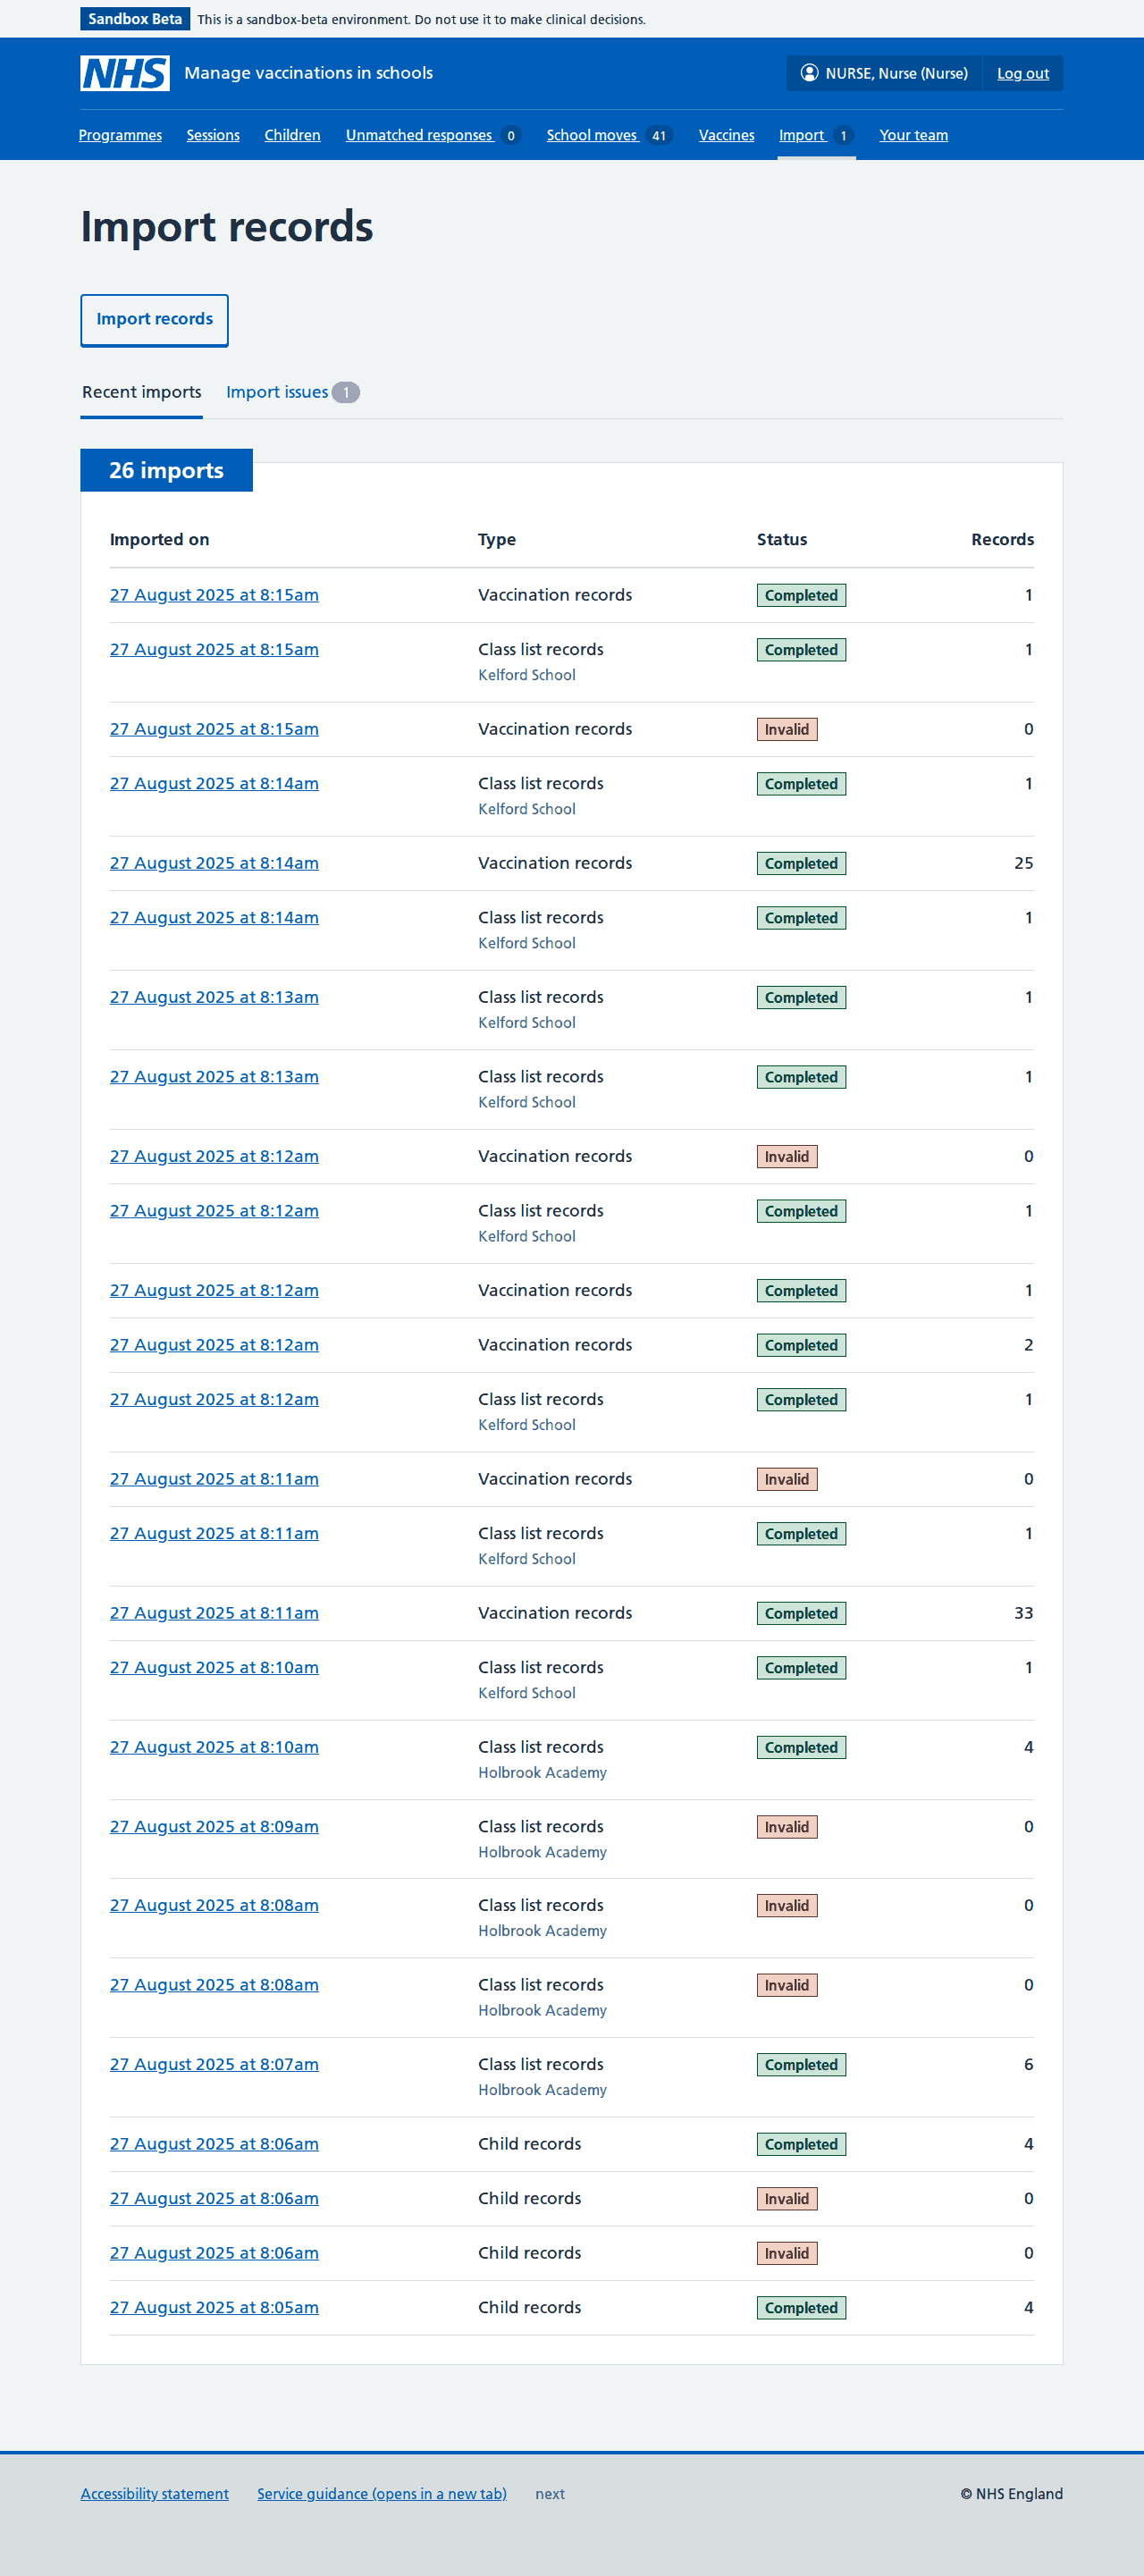 Sandbox Beta This is a sandbox-beta environment. Do not use it to make clinical decisions.
NHS Manage vaccinations in schools NURSE, Nurse (Nurse) Log out
Programmes Sessions Children Unmatched responses 0 School moves 41 Vaccines Import 1 Your team
Import records
Import records
Recent imports Import issues 1
26 imports
Imported on Type Status Records
27 August 2025 at 8:15am Vaccination records Completed 1
27 August 2025 at 8:15am Class list records Completed 1
Kelford School
27 August 2025 at 8:15am Vaccination records Invalid 0
27 August 2025 at 8:14am Class list records Completed 1
Kelford School
27 August 2025 at 8:14am Vaccination records Completed 25
27 August 2025 at 8:14am Class list records Completed 1
Kelford School
27 August 2025 at 8:13am Class list records Completed 1
Kelford School
27 August 2025 at 8:13am Class list records Completed 1
Kelford School
27 August 2025 at 8:12am Vaccination records Invalid 0
27 August 2025 at 8:12am Class list records Completed 1
Kelford School
27 August 2025 at 8:12am Vaccination records Completed 1
27 August 2025 at 8:12am Vaccination records Completed 2
27 August 2025 at 8:12am Class list records Completed 1
Kelford School
27 August 2025 at 8:11am Vaccination records Invalid 0
27 August 2025 at 8:11am Class list records Completed 1
Kelford School
27 August 2025 at 8:11am Vaccination records Completed 33
27 August 2025 at 8:10am Class list records Completed 1
Kelford School
27 August 2025 at 8:10am Class list records Completed 4
Holbrook Academy
27 August 2025 at 8:09am Class list records Invalid 0
Holbrook Academy
27 August 2025 at 8:08am Class list records Invalid 0
Holbrook Academy
27 August 2025 at 8:08am Class list records Invalid 0
Holbrook Academy
27 August 2025 at 8:07am Class list records Completed 6
Holbrook Academy
27 August 2025 at 8:06am Child records Completed 4
27 August 2025 at 8:06am Child records Invalid 0
27 August 2025 at 8:06am Child records Invalid 0
27 August 2025 at 8:05am Child records Completed 4
Accessibility statement Service guidance (opens in a new tab) next © NHS England